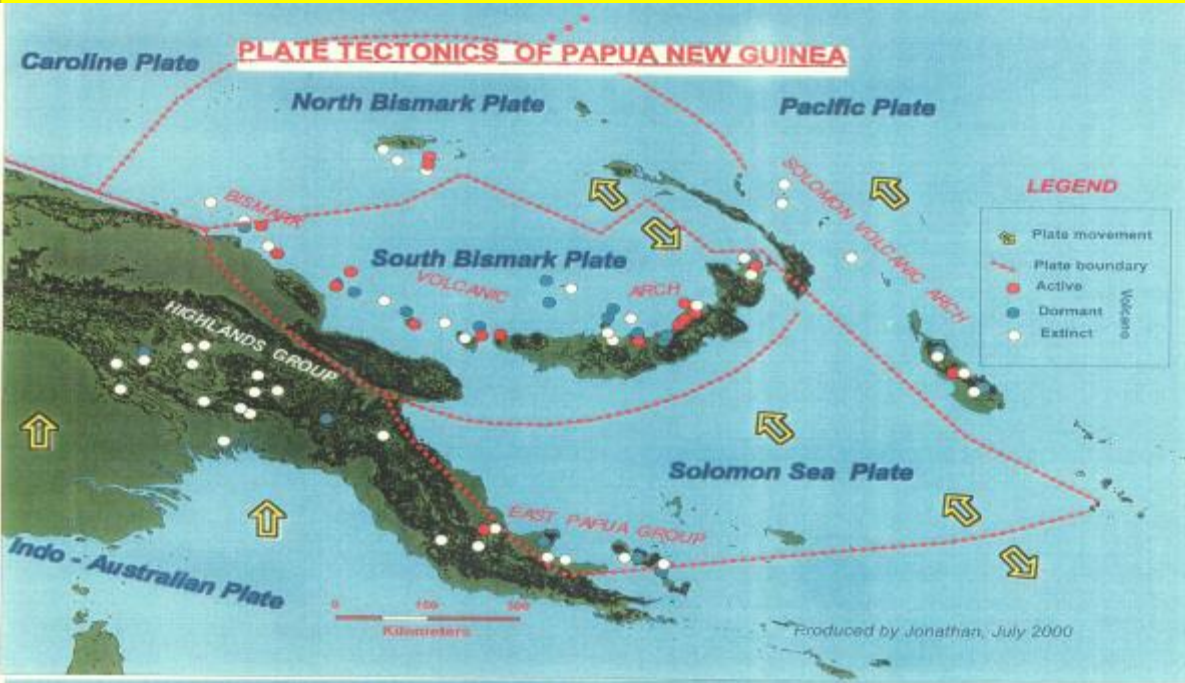 PLATE TECTONICS OF PAPUA NEW GUINEA
Caroline Plate
North Bismark Plate
Pacific Plate
SOLOMON VOLCANIC ARCH
LEGEND
Plate movement
Plate boundary
Active
Dormant
Extinct
Volcano
BISMARK
South Bismark Plate
VOLCANIC
ARCH
HIGHLANDS GROUP
Solomon Sea Plate
EAST PAPUA GROUP
Indo - Australian Plate
0 100 300
Kilometers
Produced by Jonathan, July 2000